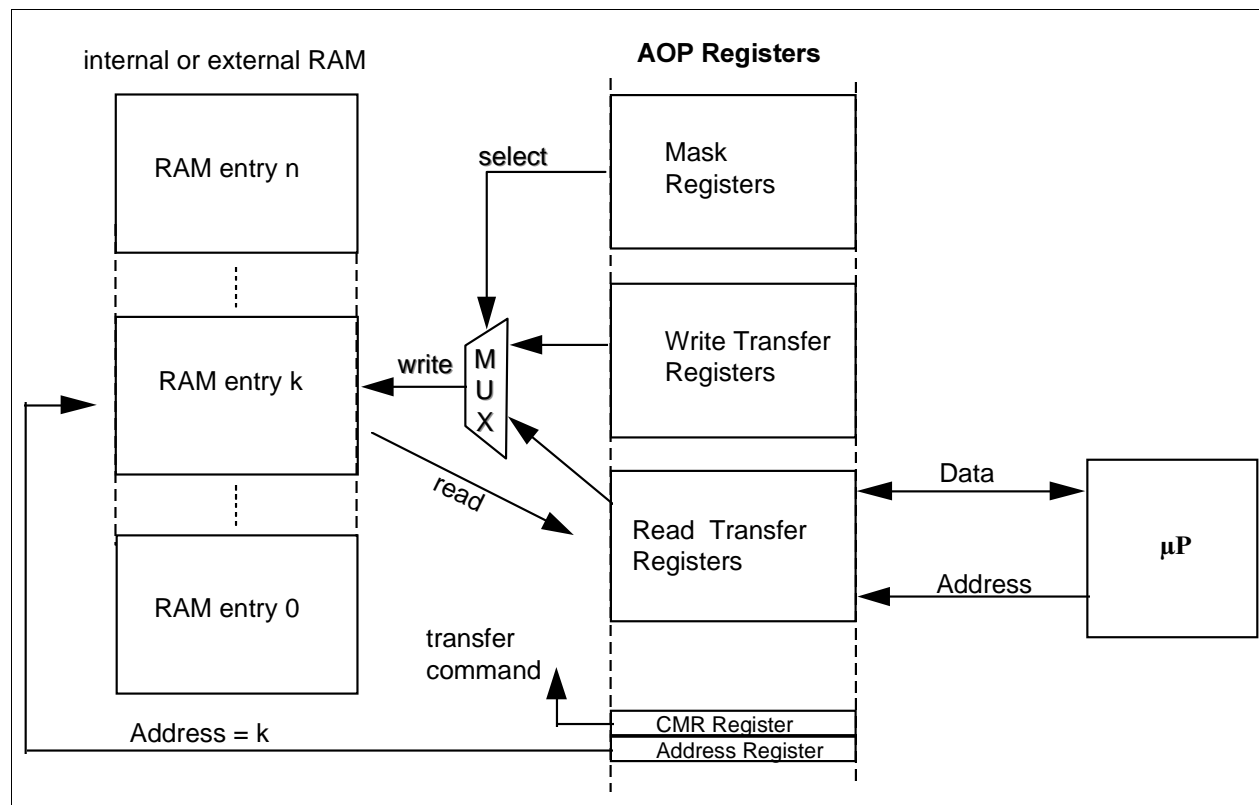 internal or external RAM
AOP Registers
RAM entry n
select
Mask
Registers
RAM entry k
write
M
U
X
Write Transfer
Registers
read
Read Transfer
Registers
Data
Address
µP
RAM entry 0
transfer
command
CMR Register
Address = k
Address Register